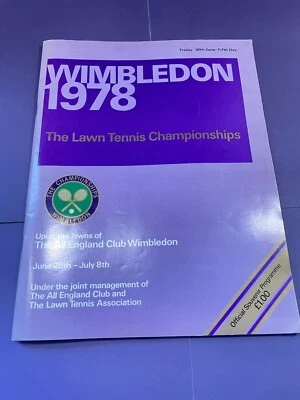 Friday 30th June: Fifth Day
WIMBLEDON
1978
The Lawn Tennis Championships
THE CHAMPIONSHIPS
WIMBLEDON
Upon the lawns of
The All England Club Wimbledon
June 26th – July 8th
Under the joint management of
The All England Club and
The Lawn Tennis Association
Official Souvenir Programme
£1.00